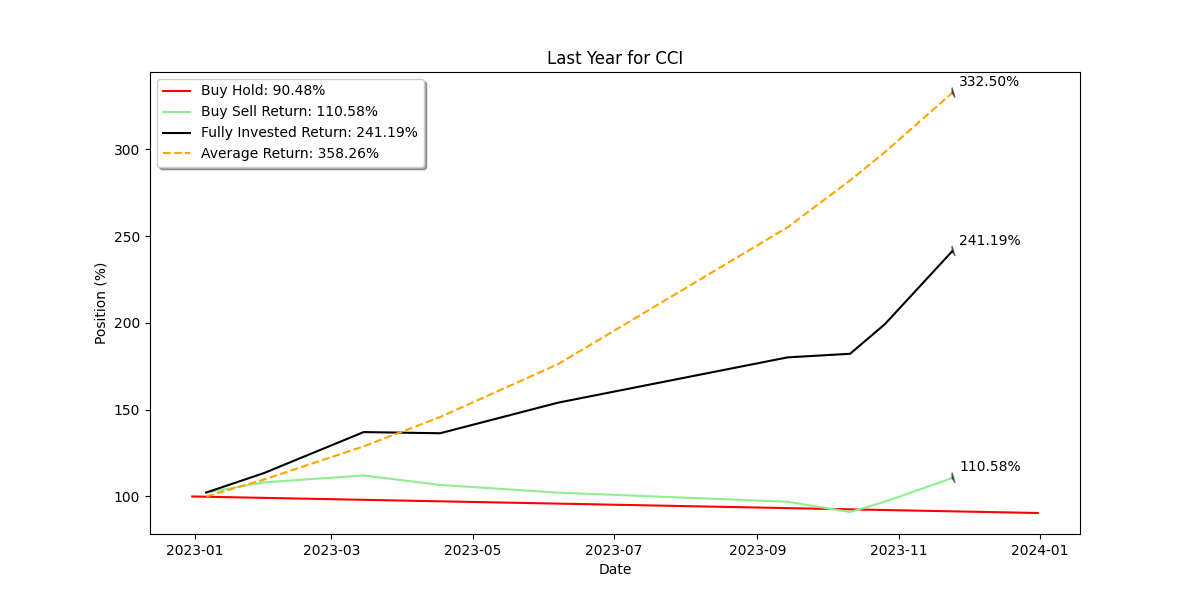 Last Year for CCI
332.50%
Buy Hold: 90.48%
Buy Sell Return: 110.58%
Fully Invested Return: 241.19%
Average Return: 358.26%
300
250
241.19%
200
150
110.58%
100
Position (%)
2023-01 2023-03 2023-05 2023-07 2023-09 2023-11 2024-01
Date